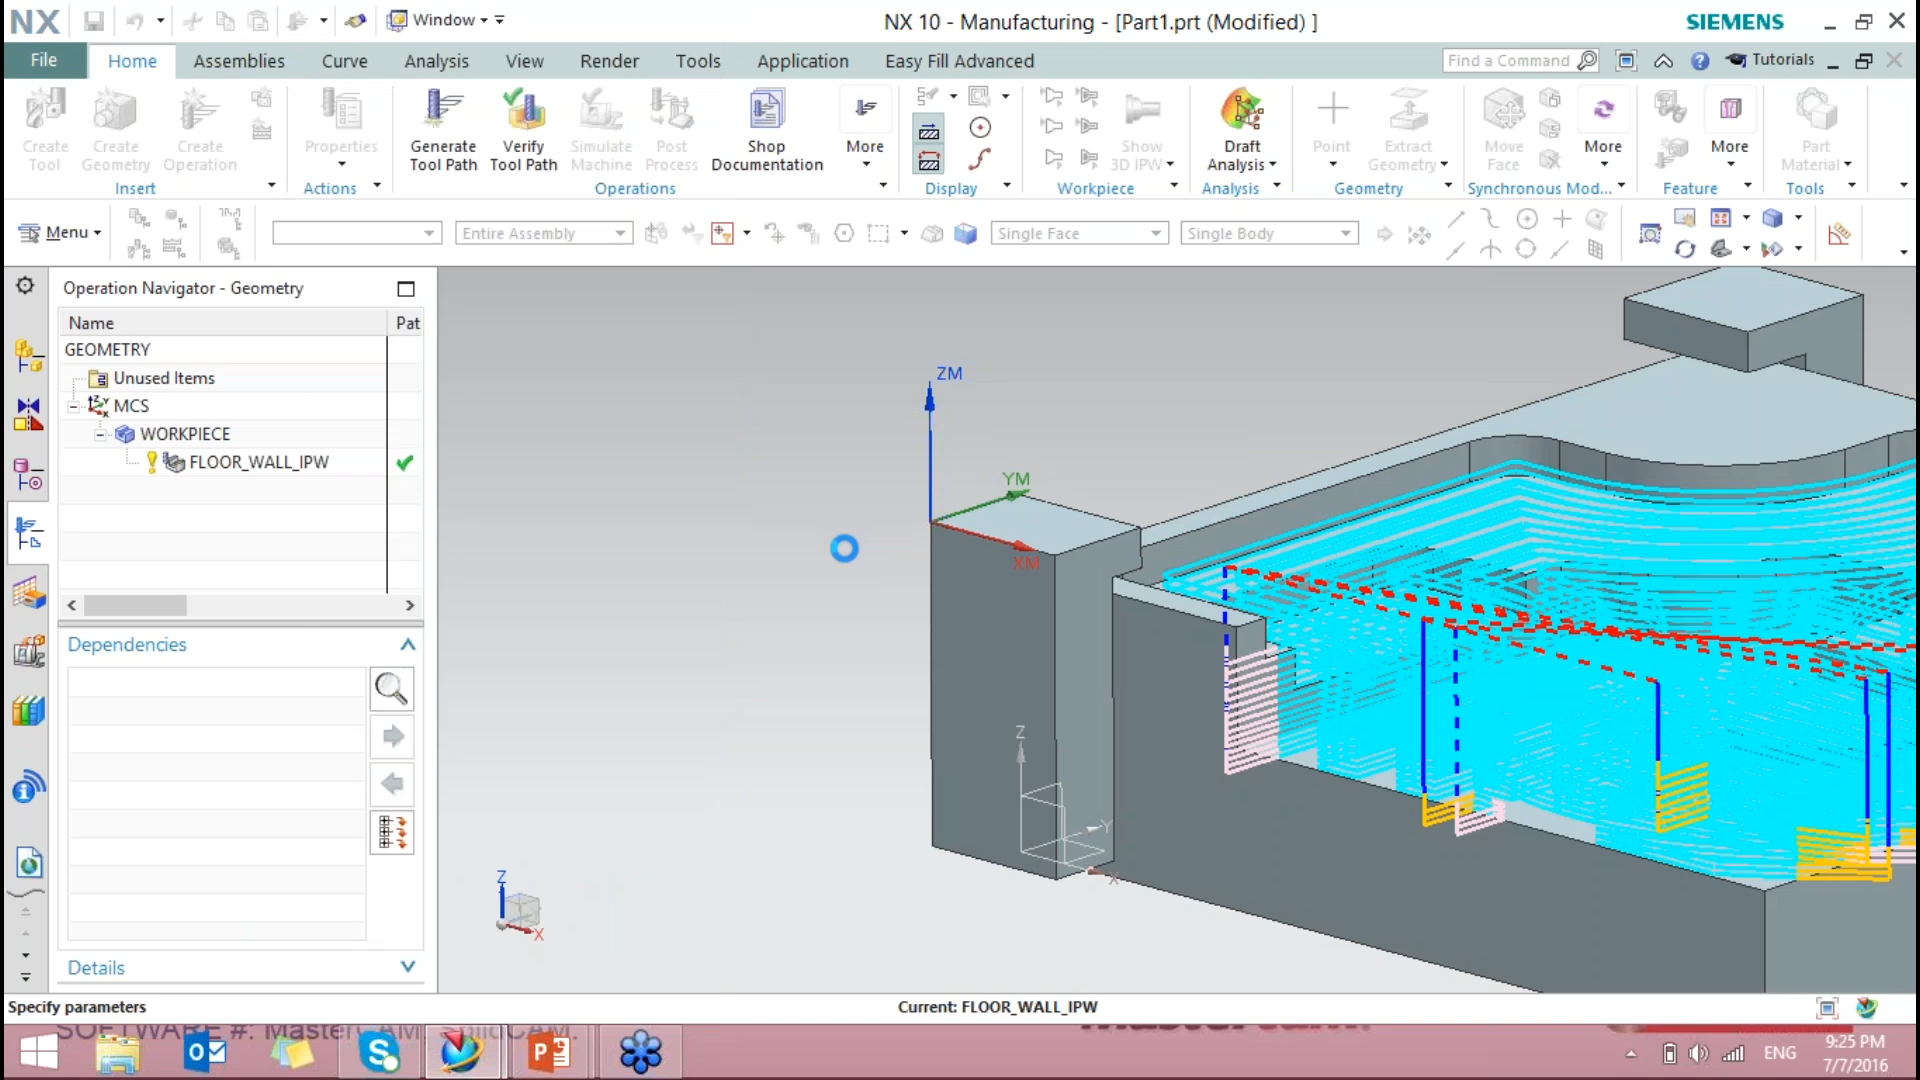 NX
Window
NX 10 - Manufacturing - [Part1.prt (Modified) ]
SIEMENS
File
Home
Assemblies
Curve
Analysis
View
Render
Tools
Application
Easy Fill Advanced
Find a Command
Tutorials
Create Tool
Create Geometry
Create Operation
Insert
Properties
Actions
Generate Tool Path
Verify Tool Path
Simulate Machine
Post Process
Shop Documentation
More
Operations
Display
Show 3D IPW
Workpiece
Draft Analysis
Analysis
Point
Extract Geometry
Geometry
Move Face
More
Synchronous Mod...
More
Feature
Part Material
Tools
Menu
Entire Assembly
Single Face
Single Body
Operation Navigator - Geometry
Name
Pat
GEOMETRY
Unused Items
MCS
WORKPIECE
FLOOR_WALL_IPW
Dependencies
Details
ZM
YM
XM
Z
Y
X
Z
X
Specify parameters
Current: FLOOR_WALL_IPW
ENG
9:25 PM
7/7/2016